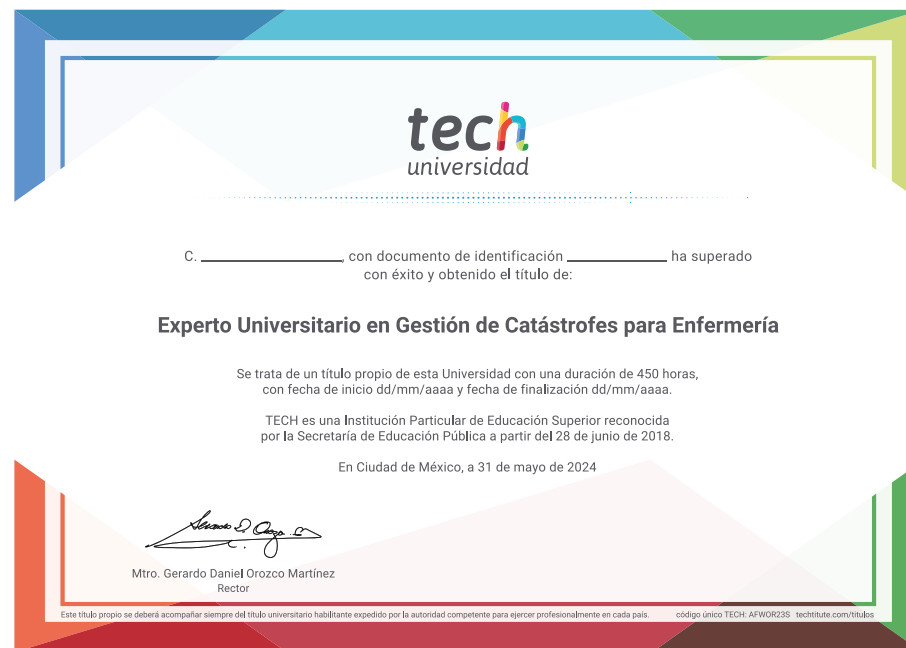 tech
universidad
C. ____________, con documento de identificación ____________ ha superado
con éxito y obtenido el título de:
Experto Universitario en Gestión de Catástrofes para Enfermería
Se trata de un título propio de esta Universidad con una duración de 450 horas,
con fecha de inicio dd/mm/aaaa y fecha de finalización dd/mm/aaaa.
TECH es una Institución Particular de Educación Superior reconocida
por la Secretaría de Educación Pública a partir del 28 de junio de 2018.
En Ciudad de México, a 31 de mayo de 2024
Mtro. Gerardo Daniel Orozco Martínez
Rector
Este título propio se deberá acompañar siempre del título universitario habilitante expedido por la autoridad competente para ejercer profesionalmente en cada país. código único TECH: AFWOR23S techtitute.com/titulos